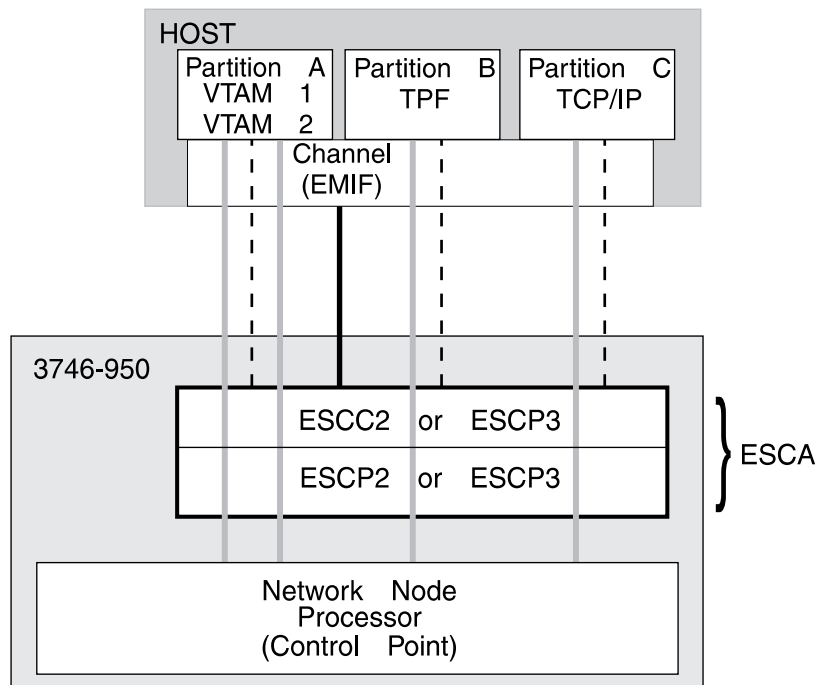 HOST
Partition A
VTAM 1
VTAM 2
Partition B
TPF
Partition C
TCP/IP
Channel
(EMIF)
3746-950
ESCC2 or ESCP3
ESCP2 or ESCP3
ESCA
Network Node
Processor
(Control Point)